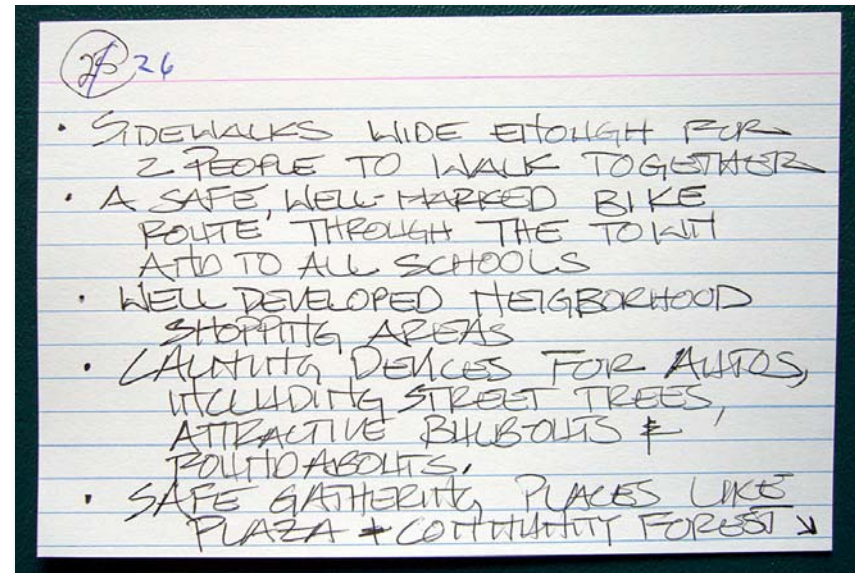 25 26
• SIDEWALKS WIDE ENOUGH FOR
2 PEOPLE TO WALK TOGETHER
• A SAFE, WELL-MARKED BIKE
ROUTE THROUGH THE TOWN
AND TO ALL SCHOOLS
• WELL DEVELOPED NEIGBORHOOD
SHOPPING AREAS
• CALMING DEVICES FOR AUTOS,
INCLUDING STREET TREES,
ATTRACTIVE BULB-OUTS &
ROUNDABOUTS.
• SAFE GATHERING PLACES LIKE
PLAZA & COMMUNITY FOREST ↘